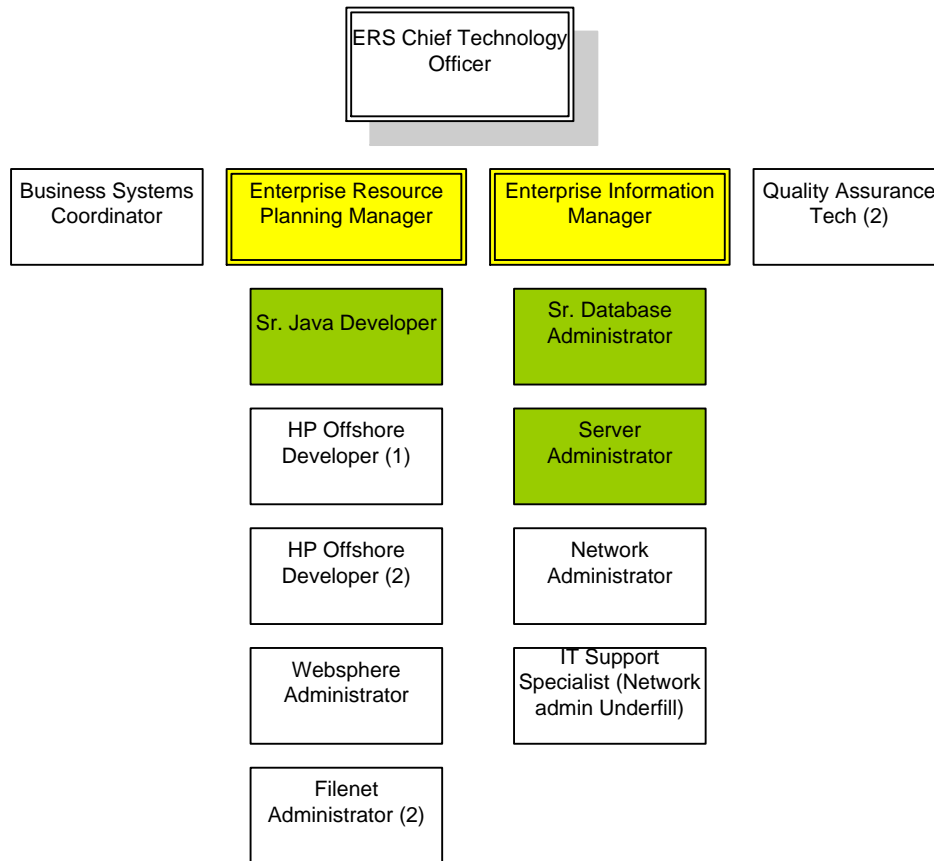 ERS Chief Technology
Officer
Business Systems
Coordinator
Enterprise Resource
Planning Manager
Enterprise Information
Manager
Quality Assurance
Tech (2)
Sr. Java Developer
Sr. Database
Administrator
HP Offshore
Developer (1)
Server
Administrator
HP Offshore
Developer (2)
Network
Administrator
Websphere
Administrator
IT Support
Specialist (Network
admin Underfill)
Filenet
Administrator (2)